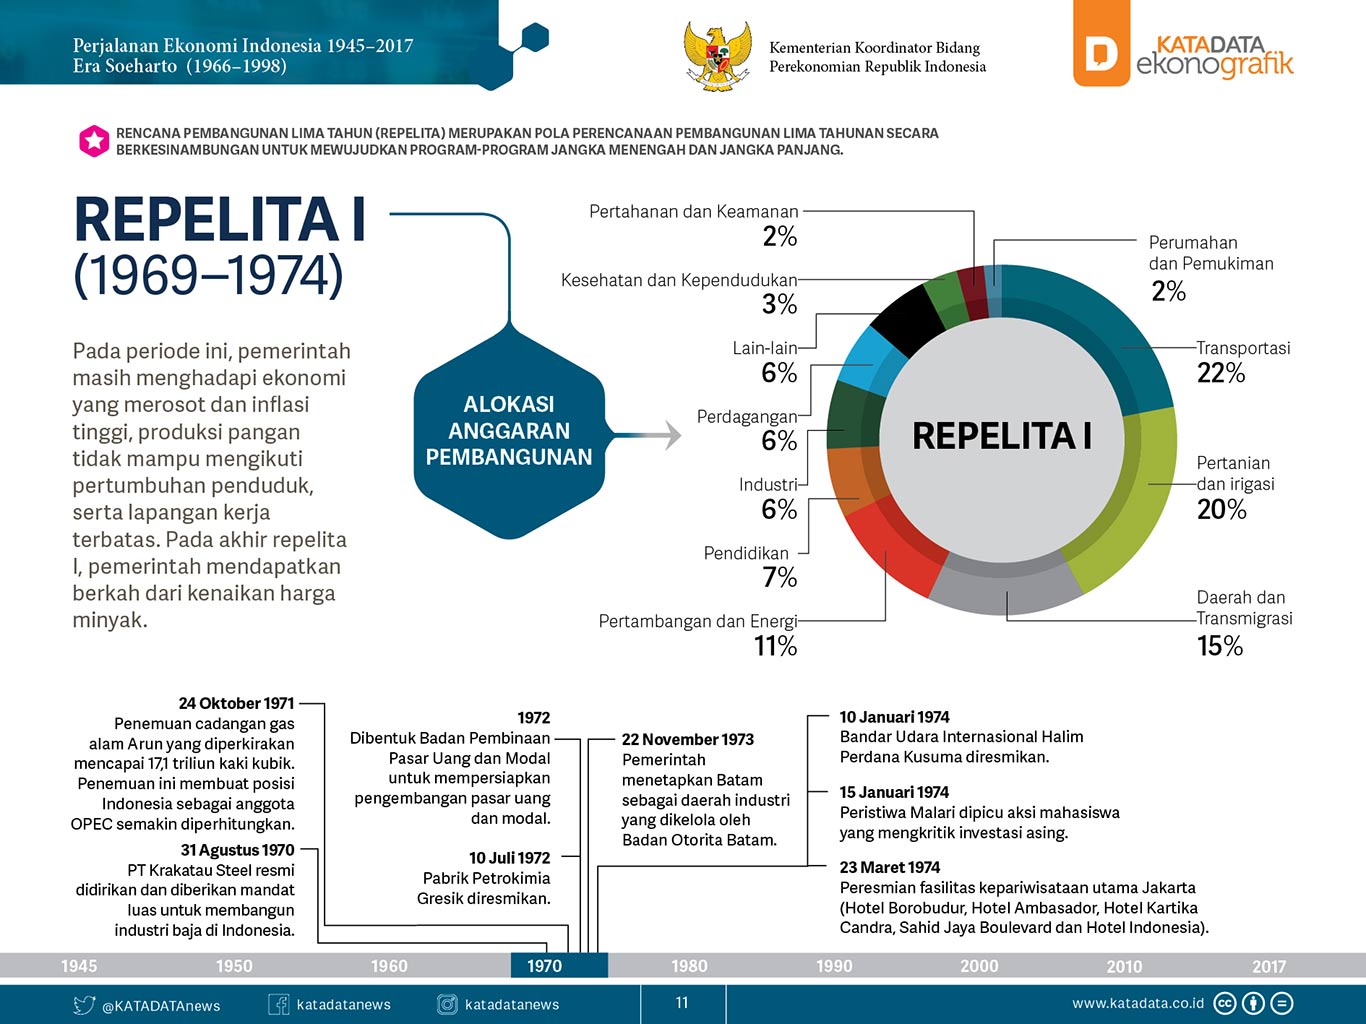 Perjalanan Ekonomi Indonesia 1945–2017
Era Soeharto (1966–1998)
Kementerian Koordinator Bidang
Perekonomian Republik Indonesia
D
KATADATA
ekonografik
RENCANA PEMBANGUNAN LIMA TAHUN (REPELITA) MERUPAKAN POLA PERENCANAAN PEMBANGUNAN LIMA TAHUNAN SECARA
BERKESINAMBUNGAN UNTUK MEWUJUDKAN PROGRAM-PROGRAM JANGKA MENENGAH DAN JANGKA PANJANG.
REPELITA I
(1969–1974)
Pada periode ini, pemerintah
masih menghadapi ekonomi
yang merosot dan inflasi
tinggi, produksi pangan
tidak mampu mengikuti
pertumbuhan penduduk,
serta lapangan kerja
terbatas. Pada akhir repelita
I, pemerintah mendapatkan
berkah dari kenaikan harga
minyak.
ALOKASI
ANGGARAN
PEMBANGUNAN
Pertahanan dan Keamanan
2%
Kesehatan dan Kependudukan
3%
Lain-lain
6%
Perdagangan
6%
Industri
6%
Pendidikan
7%
Pertambangan dan Energi
11%
REPELITA I
Perumahan
dan Pemukiman
2%
Transportasi
22%
Pertanian
dan irigasi
20%
Daerah dan
Transmigrasi
15%
24 Oktober 1971
Penemuan cadangan gas
alam Arun yang diperkirakan
mencapai 17,1 triliun kaki kubik.
Penemuan ini membuat posisi
Indonesia sebagai anggota
OPEC semakin diperhitungkan.
31 Agustus 1970
PT Krakatau Steel resmi
didirikan dan diberikan mandat
luas untuk membangun
industri baja di Indonesia.
1972
Dibentuk Badan Pembinaan
Pasar Uang dan Modal
untuk mempersiapkan
pengembangan pasar uang
dan modal.
10 Juli 1972
Pabrik Petrokimia
Gresik diresmikan.
22 November 1973
Pemerintah
menetapkan Batam
sebagai daerah industri
yang dikelola oleh
Badan Otorita Batam.
10 Januari 1974
Bandar Udara Internasional Halim
Perdana Kusuma diresmikan.
15 Januari 1974
Peristiwa Malari dipicu aksi mahasiswa
yang mengkritik investasi asing.
23 Maret 1974
Peresmian fasilitas kepariwisataan utama Jakarta
(Hotel Borobudur, Hotel Ambasador, Hotel Kartika
Candra, Sahid Jaya Boulevard dan Hotel Indonesia).
1945 1950 1960 1970 1980 1990 2000 2010 2017
@KATADATAnews
katadatanews
katadatanews
11
www.katadata.co.id
cc